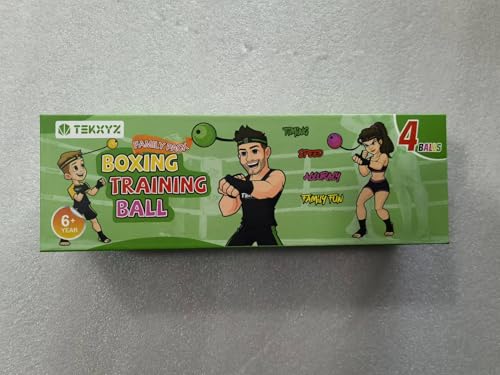 TEKXYZ
FAMILY PACK
BOXING
TRAINING
BALL
6+
YEAR
TIMING
SPEED
ACCURACY
FAMILY FUN
4
BALLS